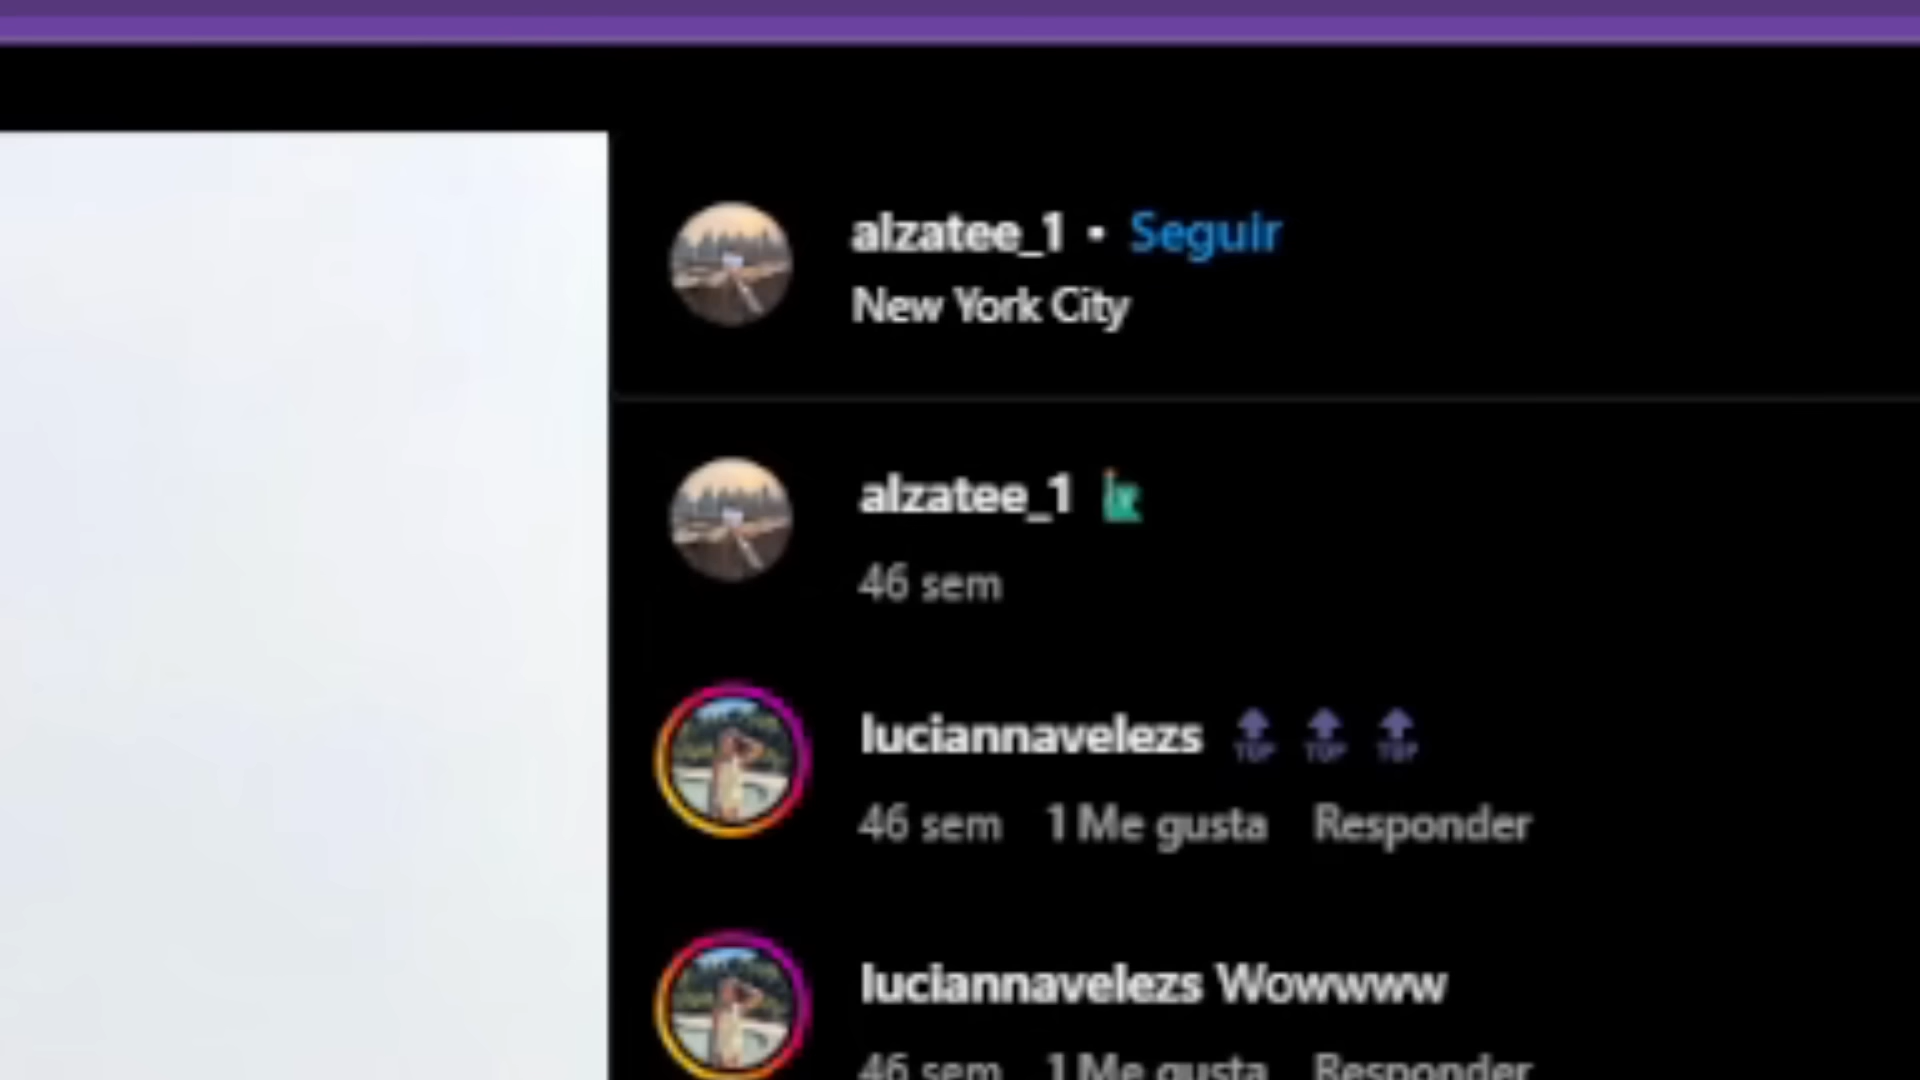 alzatee_1 • Seguir
New York City
alzatee_1 🗽
46 sem
luciannavelezs 🔝 🔝 🔝
46 sem 1 Me gusta Responder
luciannavelezs Wowwww
46 sem 1 Me gusta Responder